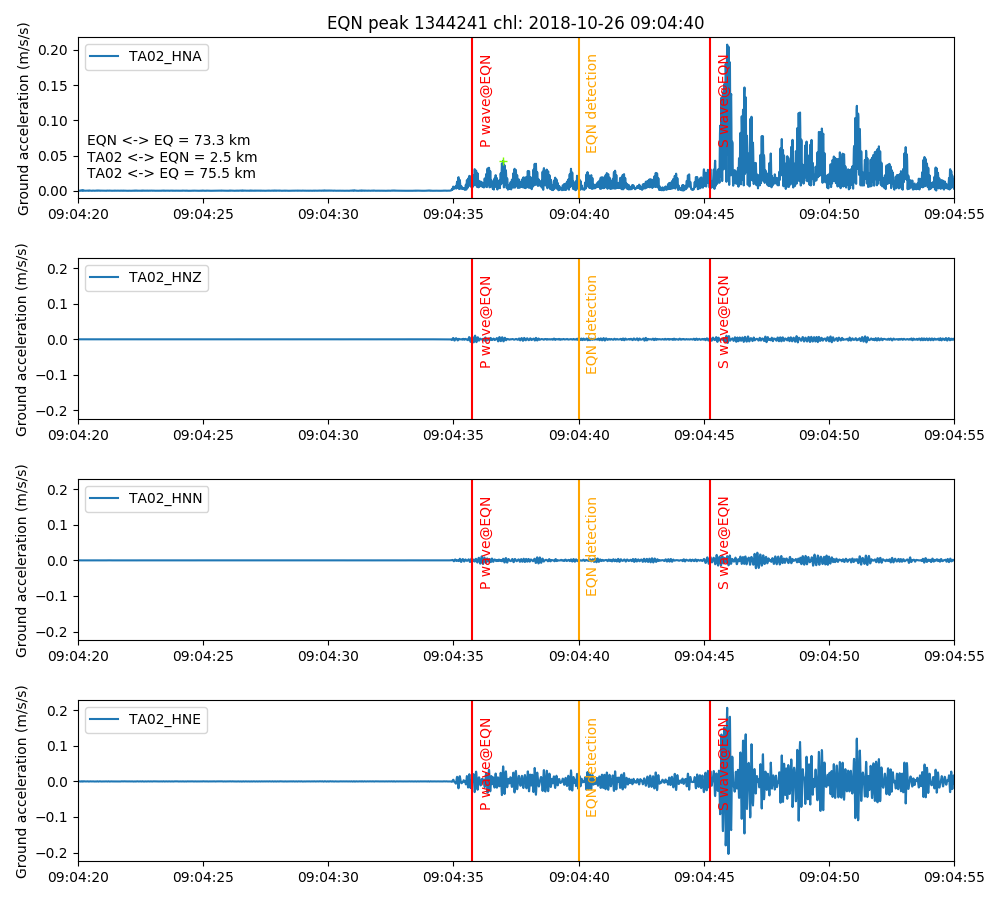 EQN peak 1344241 chl: 2018-10-26 09:04:40
Ground acceleration (m/s/s)
0.20
0.15
0.10
0.05
0.00
TA02_HNA
EQN <-> EQ = 73.3 km
TA02 <-> EQN = 2.5 km
TA02 <-> EQ = 75.5 km
P wave@EQN
EQN detection
S wave@EQN
09:04:20 09:04:25 09:04:30 09:04:35 09:04:40 09:04:45 09:04:50 09:04:55
Ground acceleration (m/s/s)
0.2
0.1
0.0
−0.1
−0.2
TA02_HNZ
P wave@EQN
EQN detection
S wave@EQN
09:04:20 09:04:25 09:04:30 09:04:35 09:04:40 09:04:45 09:04:50 09:04:55
Ground acceleration (m/s/s)
0.2
0.1
0.0
−0.1
−0.2
TA02_HNN
P wave@EQN
EQN detection
S wave@EQN
09:04:20 09:04:25 09:04:30 09:04:35 09:04:40 09:04:45 09:04:50 09:04:55
Ground acceleration (m/s/s)
0.2
0.1
0.0
−0.1
−0.2
TA02_HNE
P wave@EQN
EQN detection
S wave@EQN
09:04:20 09:04:25 09:04:30 09:04:35 09:04:40 09:04:45 09:04:50 09:04:55